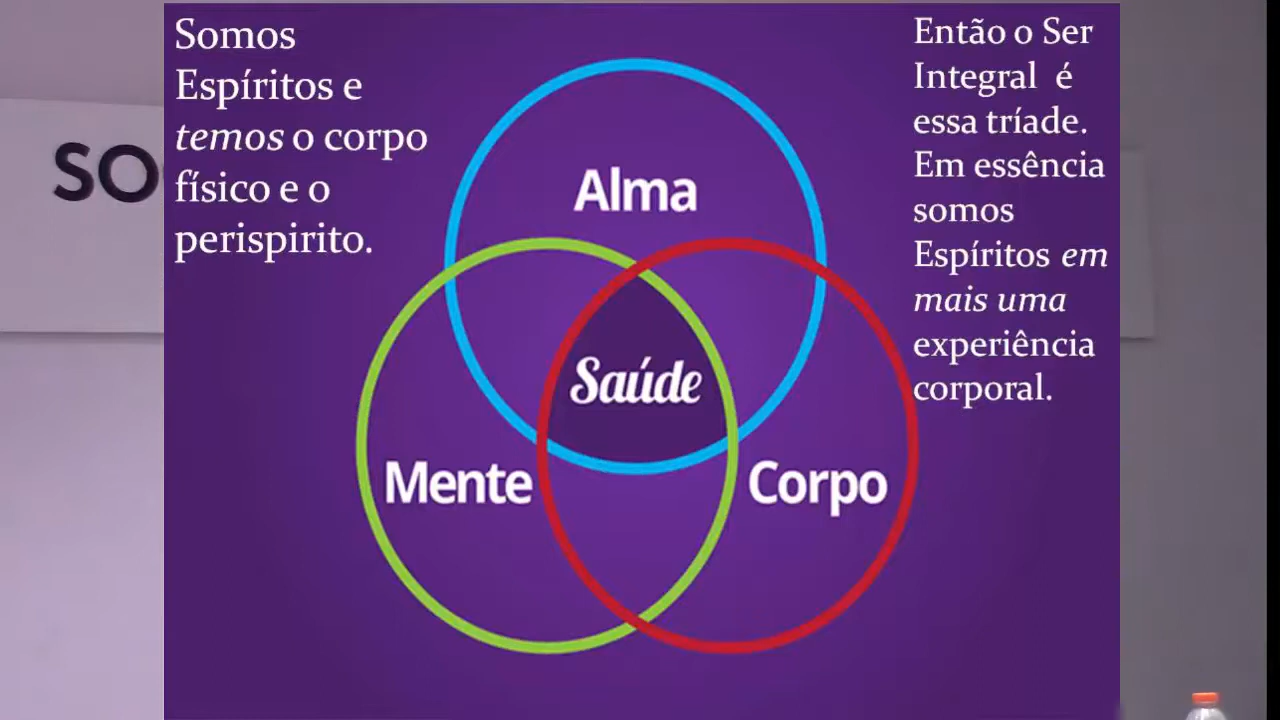 Somos
Espíritos e
temos o corpo
físico e o
perispirito.
Então o Ser
Integral é
essa tríade.
Em essência
somos
Espíritos em
mais uma
experiência
corporal.
Alma
Saúde
Mente
Corpo
SO